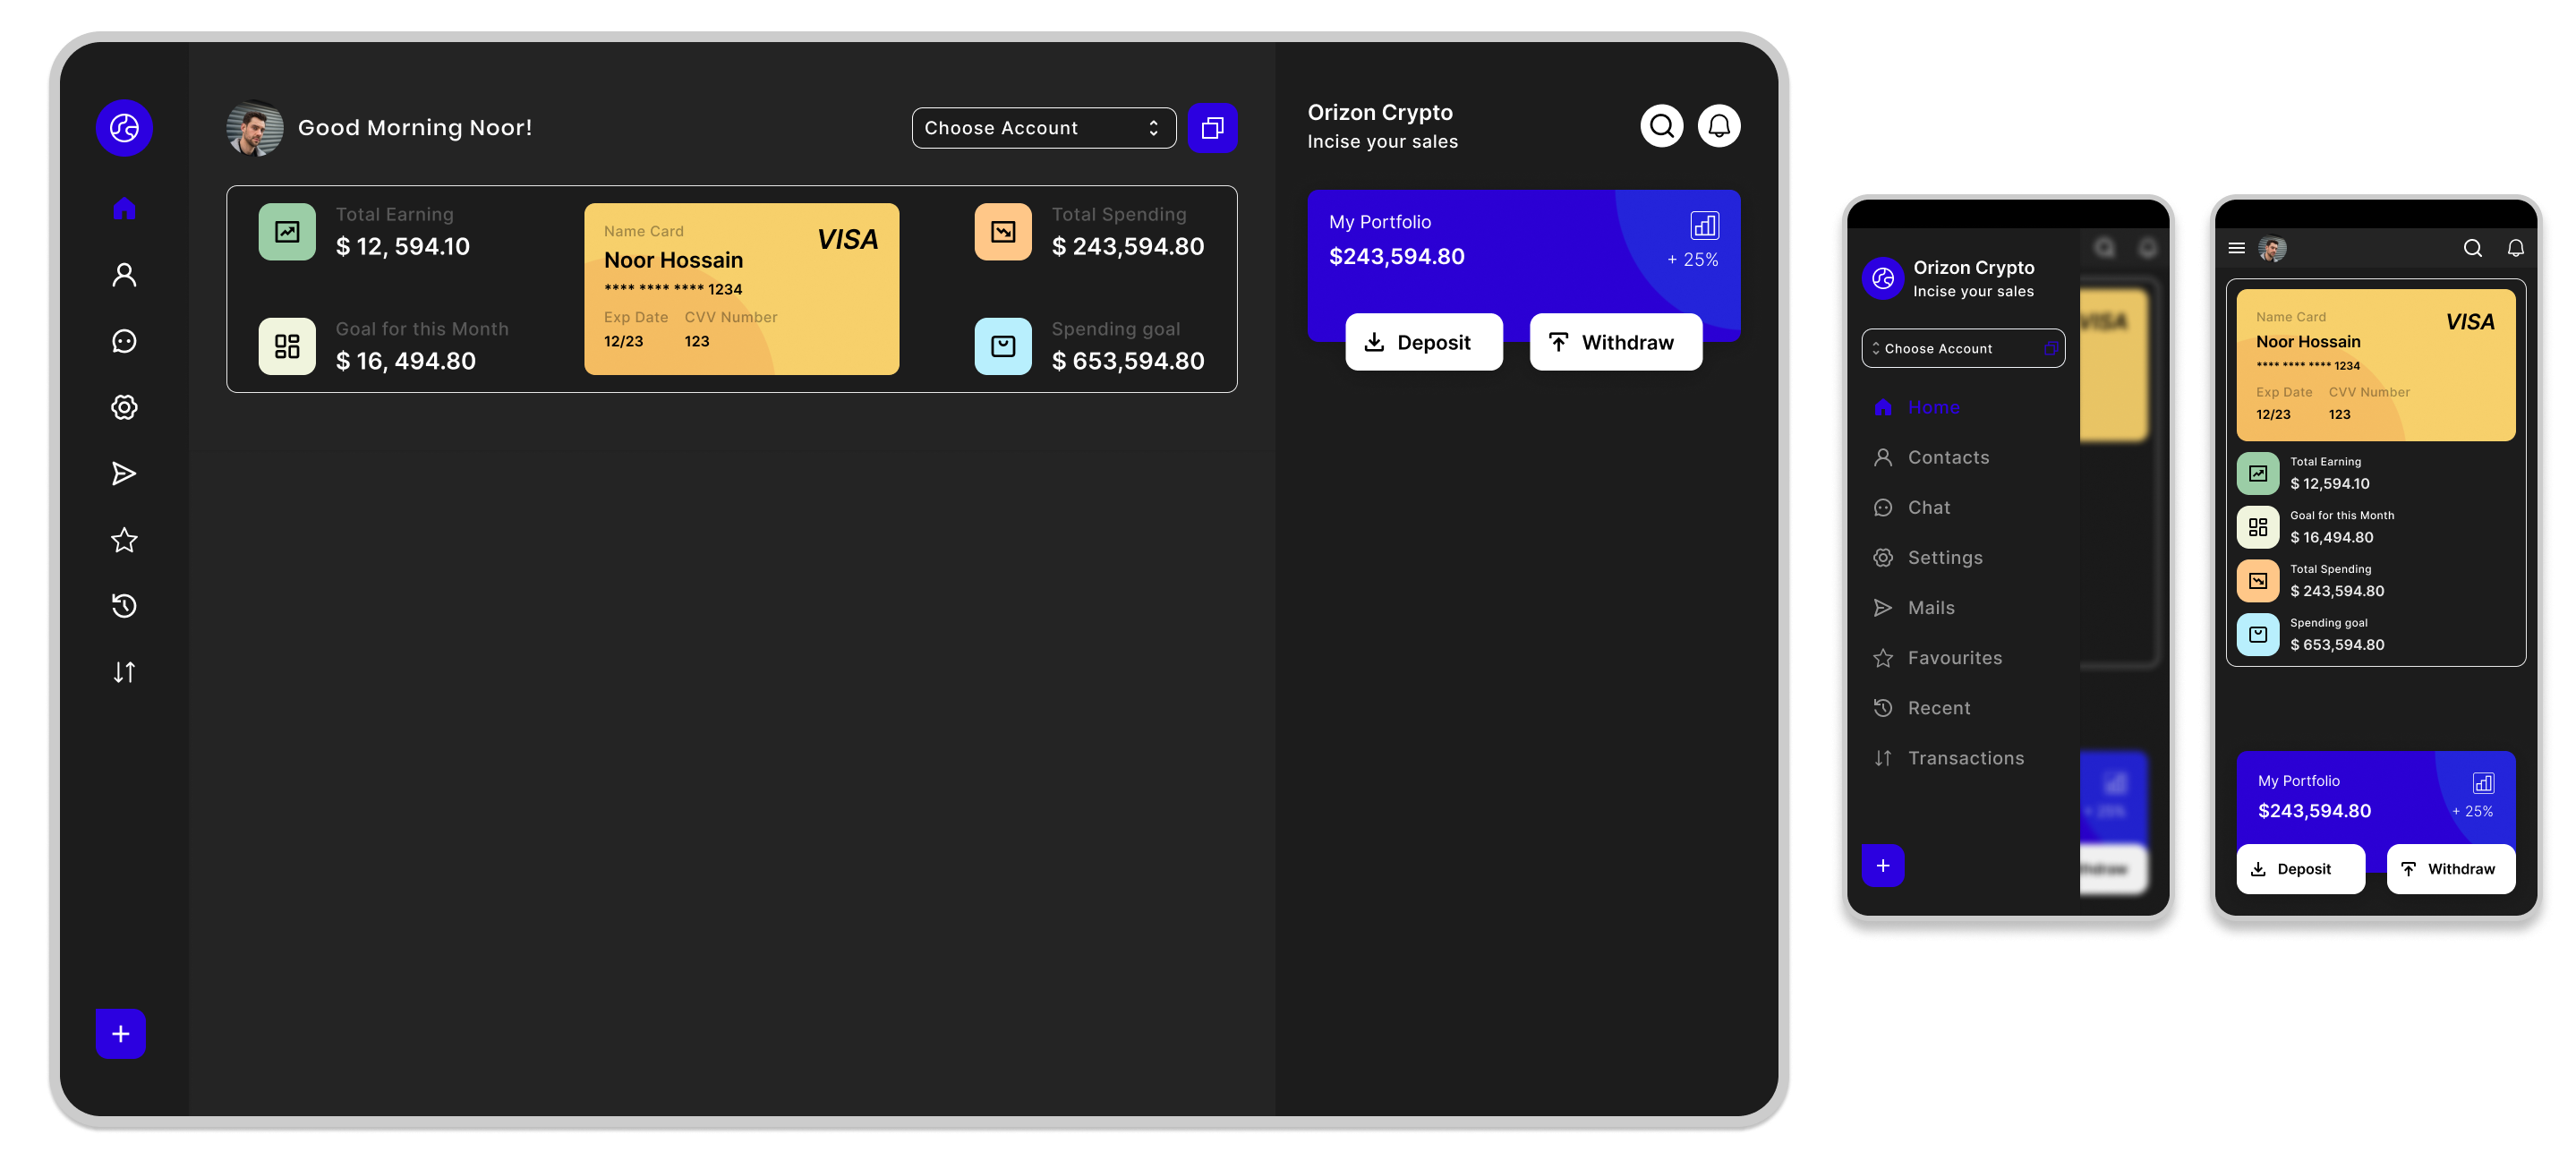 Good Morning Noor!
Choose Account
Total Earning
$ 12, 594.10
Goal for this Month
$ 16, 494.80
Name Card
VISA
Noor Hossain
**** **** **** 1234
Exp Date CVV Number
12/23 123
Total Spending
$ 243,594.80
Spending goal
$ 653,594.80
Orizon Crypto
Incise your sales
My Portfolio
$243,594.80
+ 25%
Deposit
Withdraw
Orizon Crypto
Incise your sales
Choose Account
Home
Contacts
Chat
Settings
Mails
Favourites
Recent
Transactions
VISA
+ 25%
Name Card
VISA
Noor Hossain
**** **** **** 1234
Exp Date CVV Number
12/23 123
Total Earning
$ 12,594.10
Goal for this Month
$ 16,494.80
Total Spending
$ 243,594.80
Spending goal
$ 653,594.80
My Portfolio
$243,594.80
+ 25%
Deposit
Withdraw